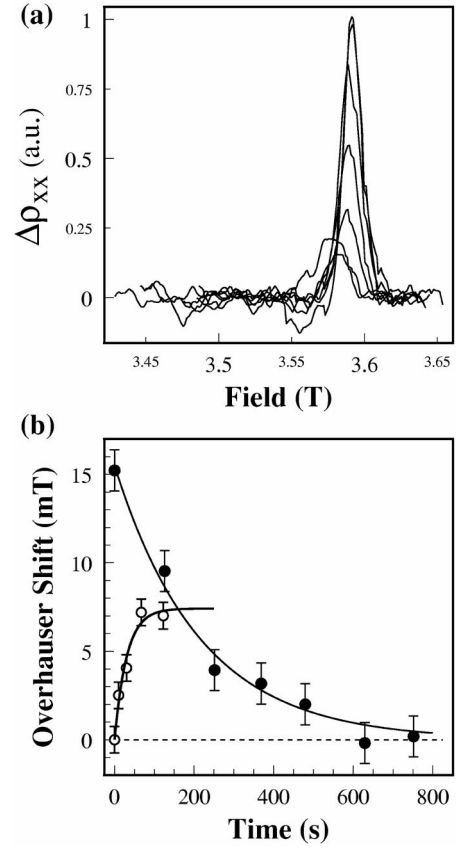 (a)
1
0.75
0.5
0.25
0
Δρ_XX (a.u.)
3.45 3.5 3.55 3.6 3.65
Field (T)
(b)
15
10
5
0
Overhauser Shift (mT)
0 200 400 600 800
Time (s)